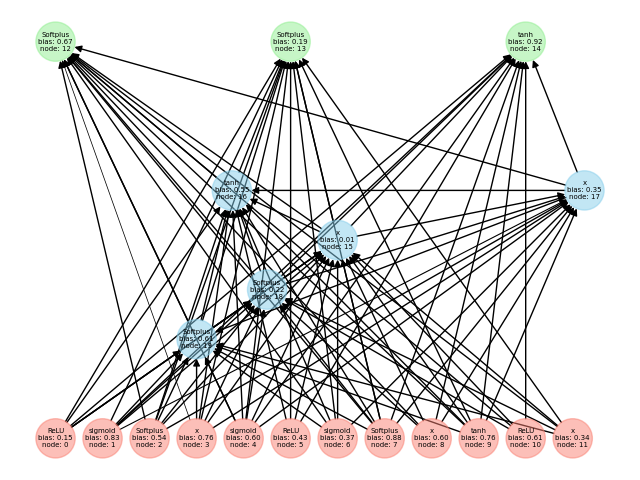 Softplus
bias: 0.67
node: 12
Softplus
bias: 0.19
node: 13
tanh
bias: 0.92
node: 14
tanh
bias: 0.55
node: 16
x
bias: 0.35
node: 17
x
bias: 0.01
node: 15
Softplus
bias: 0.22
node: 18
Softplus
node: 19
ReLU
bias: 0.15
node: 0
sigmoid
bias: 0.83
node: 1
Softplus
bias: 0.54
node: 2
x
bias: 0.76
node: 3
sigmoid
bias: 0.60
node: 4
ReLU
bias: 0.43
node: 5
sigmoid
bias: 0.37
node: 6
Softplus
bias: 0.88
node: 7
x
bias: 0.60
node: 8
tanh
bias: 0.76
node: 9
ReLU
bias: 0.61
node: 10
x
bias: 0.34
node: 11